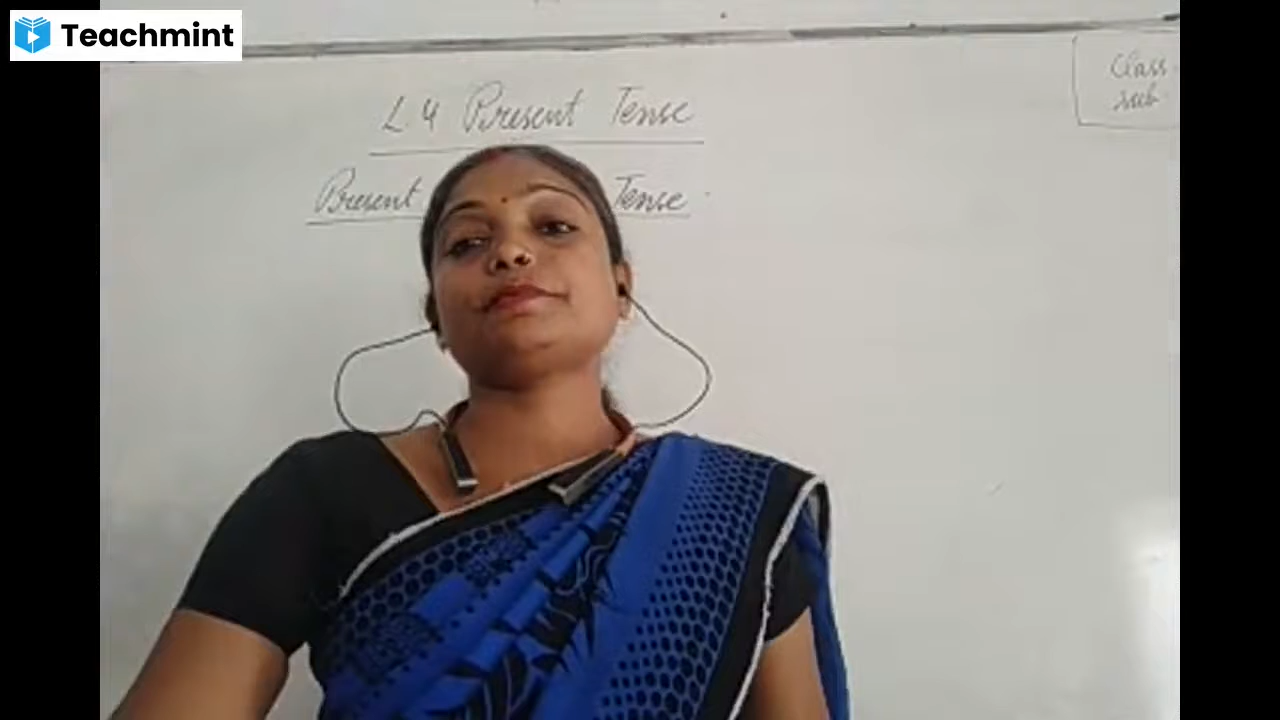 Teachmint
L.4 Present Tense
Present Tense
Class
Sub